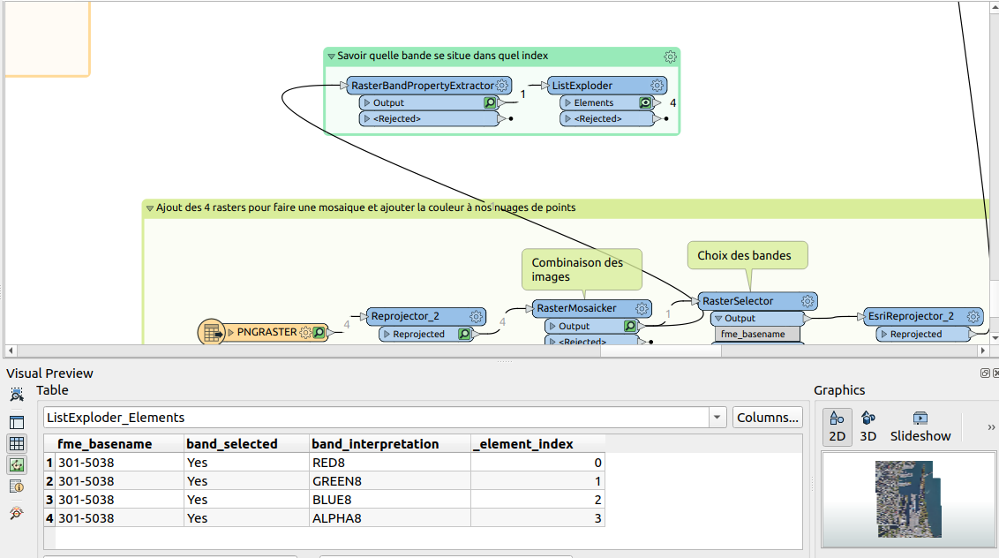 Savoir quelle bande se situe dans quel index
RasterBandPropertyExtractor
1
ListExploder
Output
Elements
4
<Rejected>
<Rejected>
Ajout des 4 rasters pour faire une mosaique et ajouter la couleur à nos nuages de points
1
Combinaison des
images
Choix des bandes
RasterSelector
Reprojector_2
RasterMosaicker
EsriReprojector_2
PNGRASTER
4
Reprojected
4
Output
1
Output
<Rejected>
fme_basename
Reprojected
Visual Preview
Table
Graphics
ListExploder_Elements
Columns...
2D
3D
Slideshow
»
fme_basename band_selected band_interpretation _element_index
1 301-5038 Yes RED8 0
2 301-5038 Yes GREEN8 1
3 301-5038 Yes BLUE8 2
4 301-5038 Yes ALPHA8 3